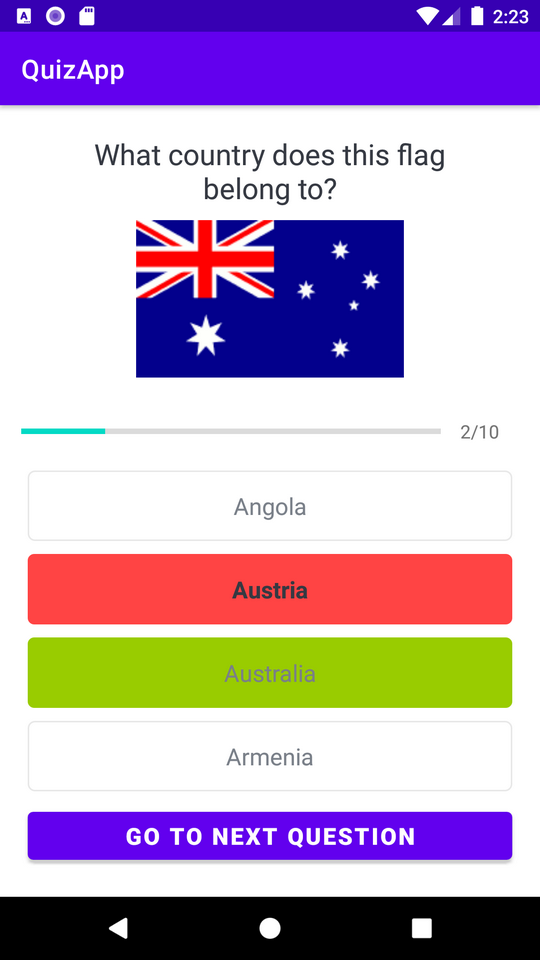 2:23
QuizApp
What country does this flag
belong to?
2/10
Angola
Austria
Australia
Armenia
GO TO NEXT QUESTION